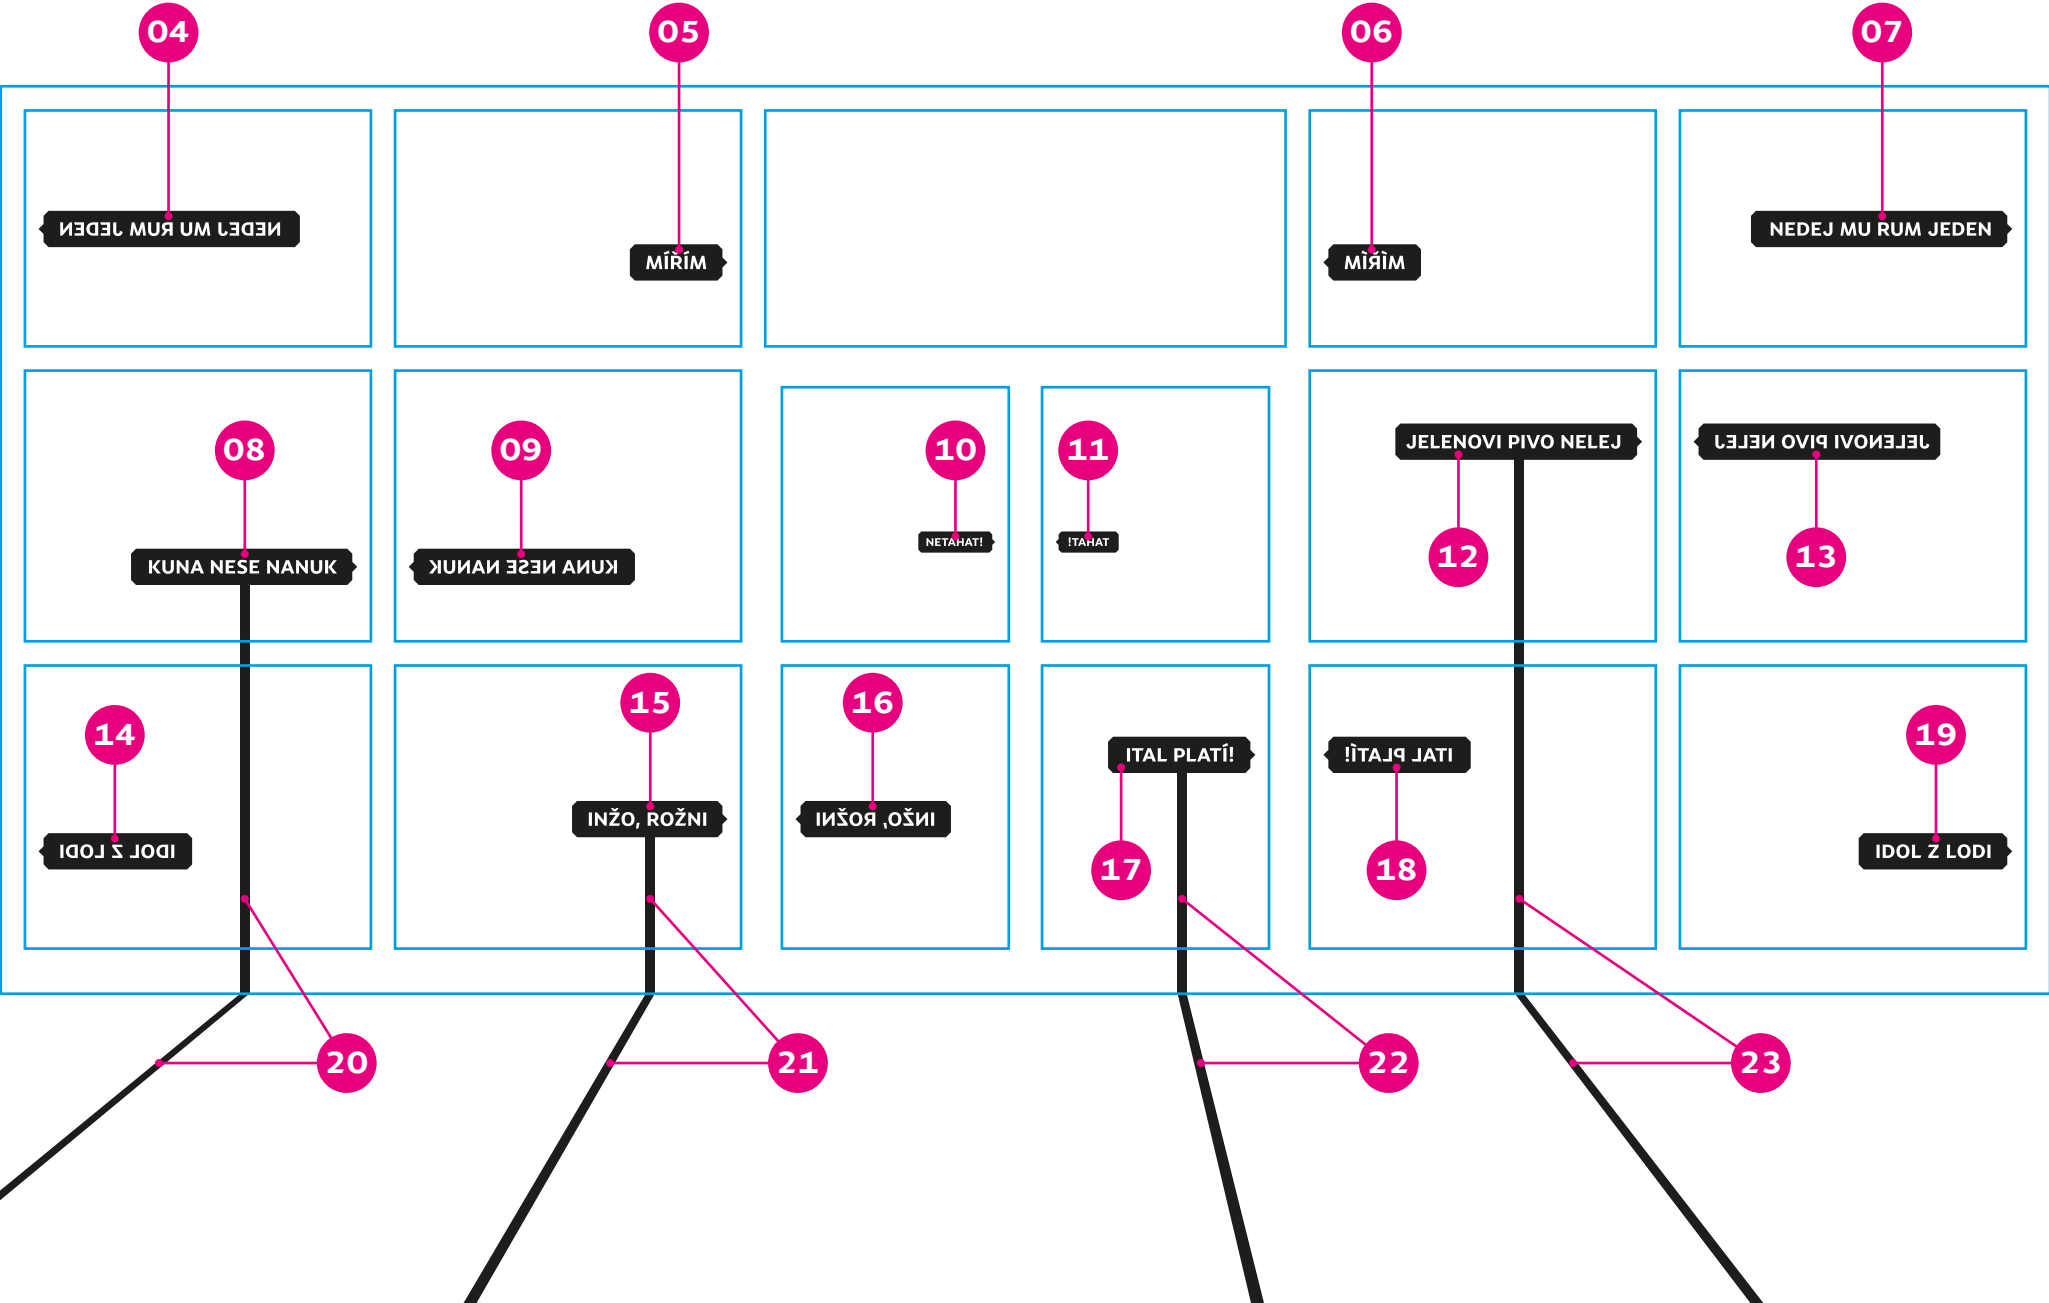 04
05
06
07
NEDEJ MU RUM JEDEN
MÍŘÍM
MÍŘÍM
NEDEJ MU RUM JEDEN
08
09
10
11
JELENOVI PIVO NELEJ
JELENOVI PIVO NELEJ
KUNA NESE NANUK
KUNA NESE NANUK
NETAHAT!
TAHAT!
12
13
14
15
16
ITAL PLATÍ!
ITAL PLATÍ!
19
INŽO, ROŽNI
INŽO, ROŽNI
IDOL Z LODI
17
18
IDOL Z LODI
20
21
22
23